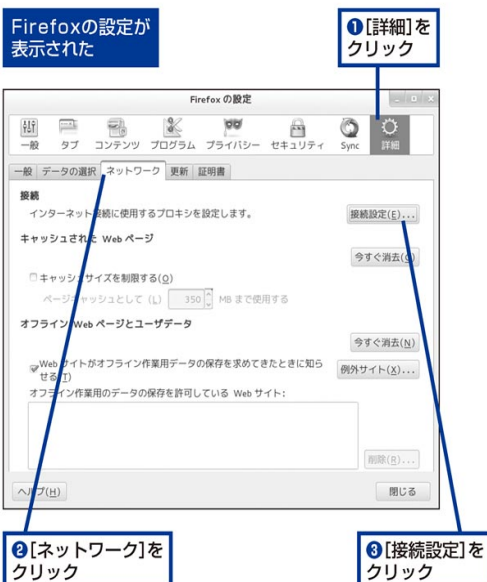 Firefoxの設定が
表示された
❶[詳細]を
クリック
Firefox の設定
一般 タブ コンテンツ プログラム プライバシー セキュリティ Sync 詳細
一般 データの選択 ネットワーク 更新 証明書
接続
インターネット接続に使用するプロキシを設定します。
接続設定(E)...
キャッシュされた Web ページ
今すぐ消去(C)
キャッシュサイズを制限する(O)
ページキャッシュとして (L) 350 MB まで使用する
オフライン Web ページとユーザデータ
今すぐ消去(N)
Web サイトがオフライン作業用データの保存を求めてきたときに知ら
せる(T)
例外サイト(X)...
オフライン作業用のデータの保存を許可している Web サイト:
削除(R)...
ヘルプ(H)
閉じる
❷[ネットワーク]を
クリック
❸[接続設定]を
クリック